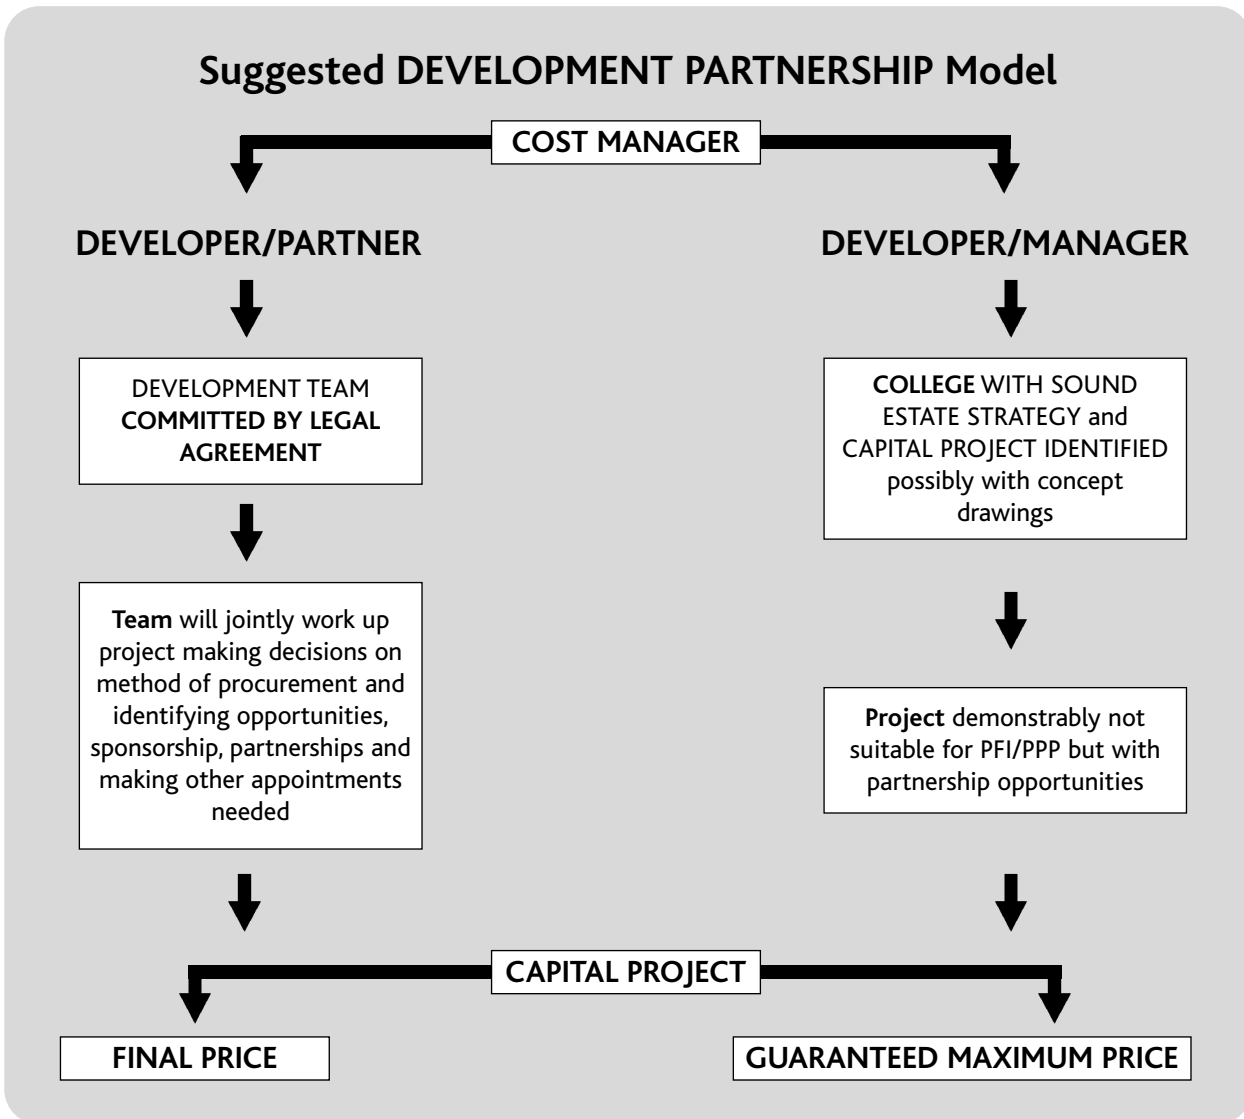 Suggested DEVELOPMENT PARTNERSHIP Model
COST MANAGER
DEVELOPER/PARTNER
DEVELOPMENT TEAM
COMMITTED BY LEGAL
AGREEMENT
Team will jointly work up
project making decisions on
method of procurement and
identifying opportunities,
sponsorship, partnerships and
making other appointments
needed
DEVELOPER/MANAGER
COLLEGE WITH SOUND
ESTATE STRATEGY and
CAPITAL PROJECT IDENTIFIED
possibly with concept
drawings
Project demonstrably not
suitable for PFI/PPP but with
partnership opportunities
CAPITAL PROJECT
FINAL PRICE
GUARANTEED MAXIMUM PRICE